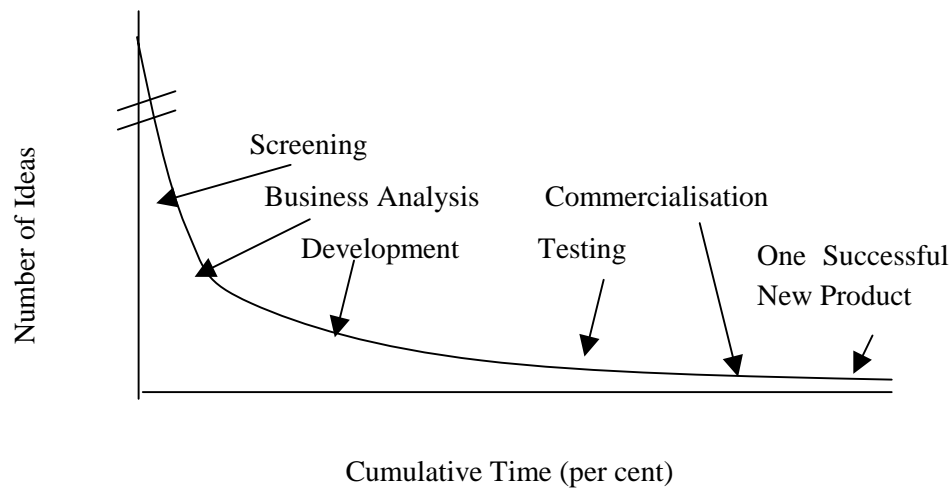 Number of Ideas
Screening
Business Analysis
Commercialisation
Development
Testing
One Successful
New Product
Cumulative Time (per cent)